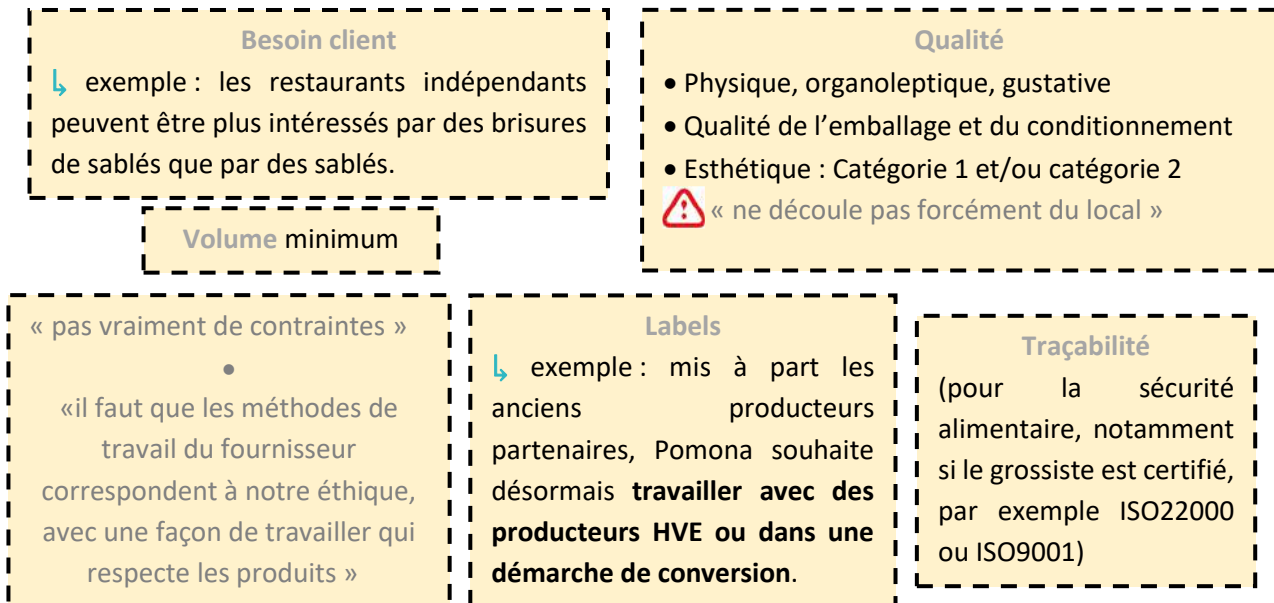 Besoin client
↳ exemple : les restaurants indépendants
peuvent être plus intéressés par des brisures
de sablés que par des sablés.
Qualité
• Physique, organoleptique, gustative
• Qualité de l’emballage et du conditionnement
• Esthétique : Catégorie 1 et/ou catégorie 2
« ne découle pas forcément du local »
Volume minimum
« pas vraiment de contraintes »
•
«il faut que les méthodes de
travail du fournisseur
correspondent à notre éthique,
avec une façon de travailler qui
respecte les produits »
Labels
↳ exemple : mis à part les
anciens producteurs
partenaires, Pomona souhaite
désormais travailler avec des
producteurs HVE ou dans une
démarche de conversion.
Traçabilité
(pour la sécurité
alimentaire, notamment
si le grossiste est certifié,
par exemple ISO22000
ou ISO9001)